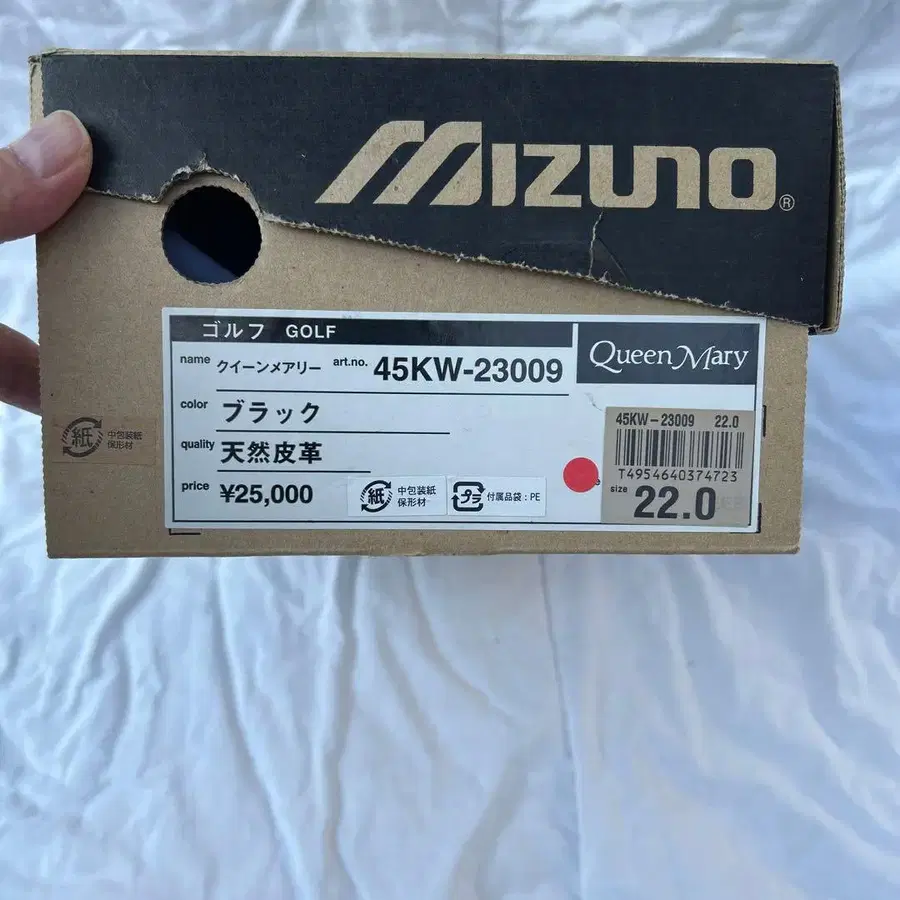 MIZUNO®
ゴルフ GOLF
Queen Mary
name クイーンメアリー art.no. 45KW-23009
color ブラック
quality 天然皮革
price ¥25,000
紙 中包装紙
保形材
プラ 付属品袋：PE
45KW-23009 22.0
T4954640374723
size 22.0
紙 中包装紙
保形材